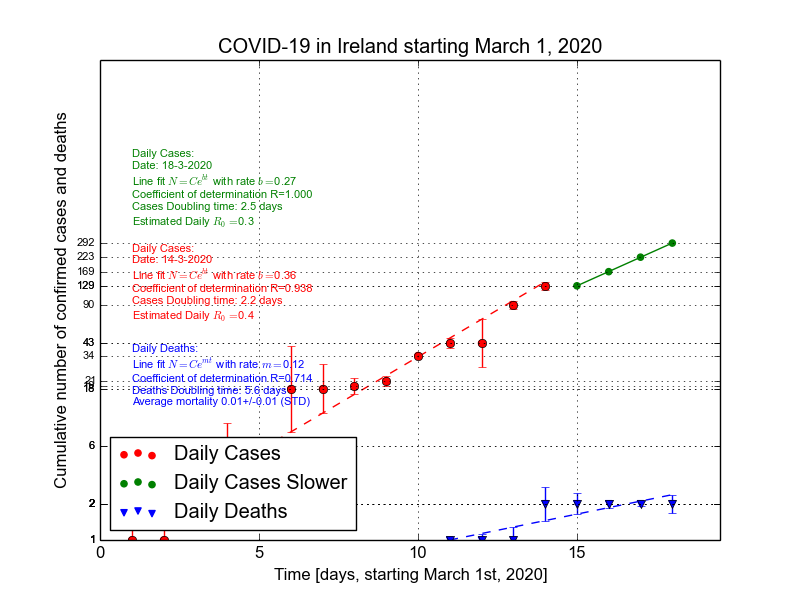 COVID-19 in Ireland starting March 1, 2020
Cumulative number of confirmed cases and deaths
Daily Cases:
Date: 18-3-2020
Line fit N = Ce^{bt} with rate b = 0.27
Coefficient of determination R=1.000
Cases Doubling time: 2.5 days
Estimated Daily R_0 = 0.3
Daily Cases:
Date: 14-3-2020
Line fit N = Ce^{bt} with rate b = 0.36
Coefficient of determination R=0.938
Cases Doubling time: 2.2 days
Estimated Daily R_0 = 0.4
Daily Deaths:
Line fit N = Ce^{mt} with rate m = 0.12
Coefficient of determination R=0.714
Deaths Doubling time: 5.6 days
Average mortality 0.01+/-0.01 (STD)
292
223
169
129
90
43
34
21
18
6
2
1
Daily Cases
Daily Cases Slower
Daily Deaths
0 5 10 15
Time [days, starting March 1st, 2020]